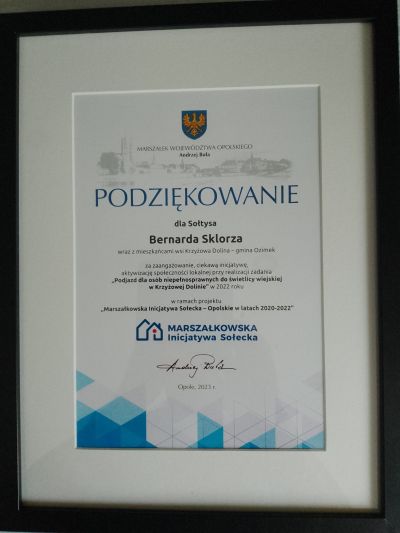 MARSZAŁEK WOJEWÓDZTWA OPOLSKIEGO
Andrzej Buła
PODZIĘKOWANIE
dla Sołtysa
Bernarda Sklorza
wraz z mieszkańcami wsi Krzyżowa Dolina – gmina Ozimek
za zaangażowanie, ciekawą inicjatywę,
aktywizację społeczności lokalnej przy realizacji zadania
„Podjazd dla osób niepełnosprawnych do świetlicy wiejskiej
w Krzyżowej Dolinie” w 2022 roku
w ramach projektu
„Marszałkowska Inicjatywa Sołecka – Opolskie w latach 2020-2022”
MARSZAŁKOWSKA
Inicjatywa Sołecka
Andrzej Buła
Opole, 2023 r.